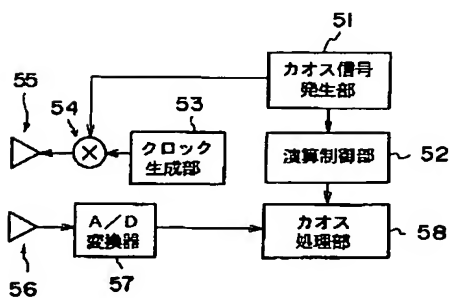 51
カオス信号
発生部
55
54
53
クロック
生成部
演算制御部
52
A／D
変換器
カオス
処理部
58
56
57